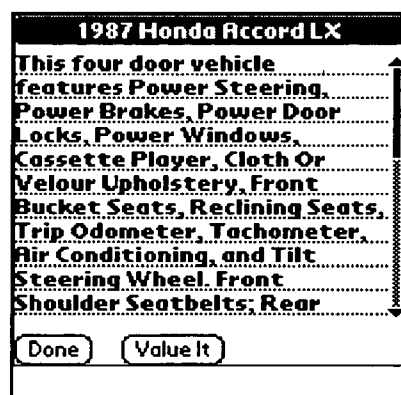 1987 Honda Accord LX
This four door vehicle
features Power Steering,
Power Brakes, Power Door
Locks, Power Windows,
Cassette Player, Cloth Or
Velour Upholstery, Front
Bucket Seats, Reclining Seats,
Trip Odometer, Tachometer,
Air Conditioning, and Tilt
Steering Wheel. Front
Shoulder Seatbelts; Rear
Done Value It